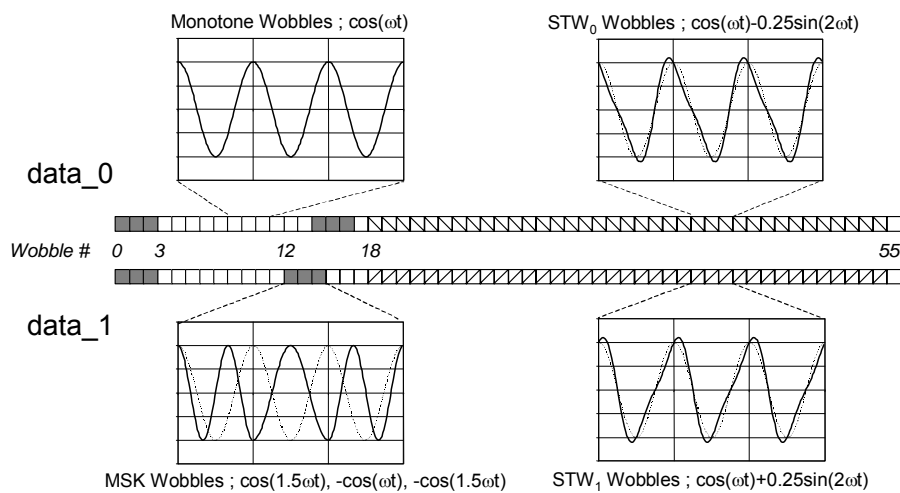 Monotone Wobbles ; cos(ωt)
STW0 Wobbles ; cos(ωt)-0.25sin(2ωt)
data_0
Wobble # 0 3 12 18 55
data_1
MSK Wobbles ; cos(1.5ωt), -cos(ωt), -cos(1.5ωt)
STW1 Wobbles ; cos(ωt)+0.25sin(2ωt)